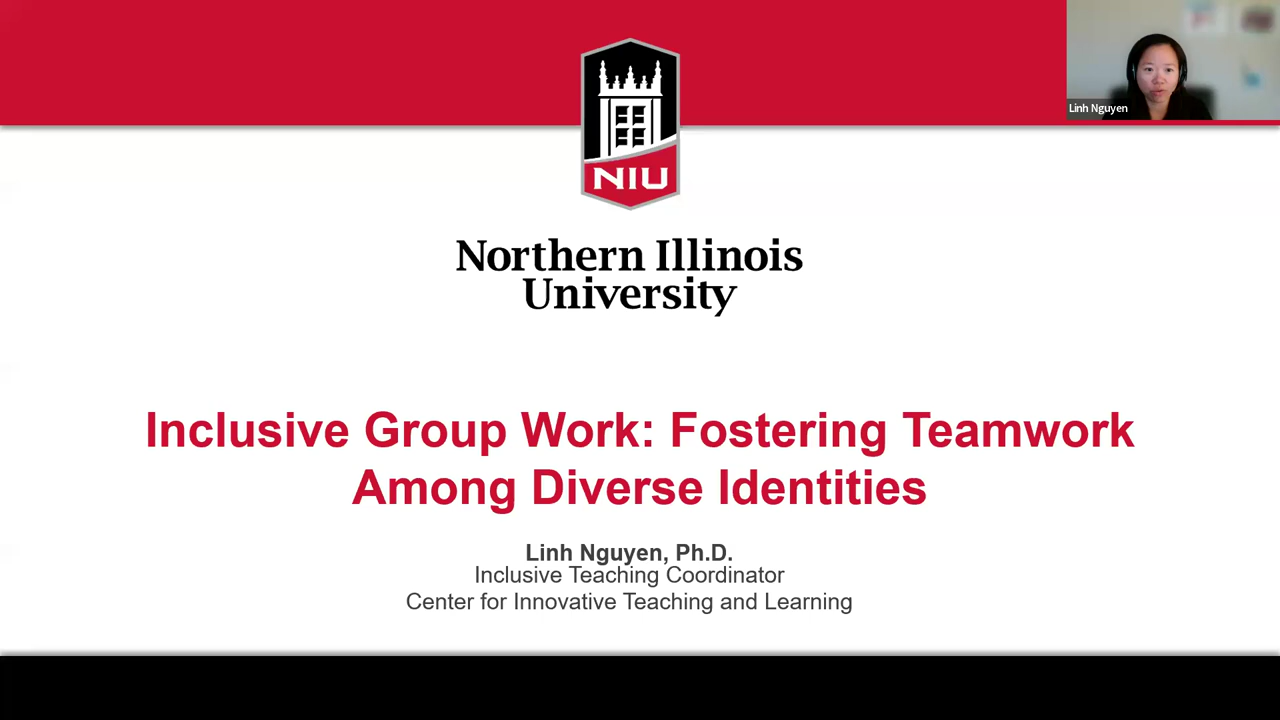 Linh Nguyen
NIU
Northern Illinois
University
Inclusive Group Work: Fostering Teamwork
Among Diverse Identities
Linh Nguyen, Ph.D.
Inclusive Teaching Coordinator
Center for Innovative Teaching and Learning